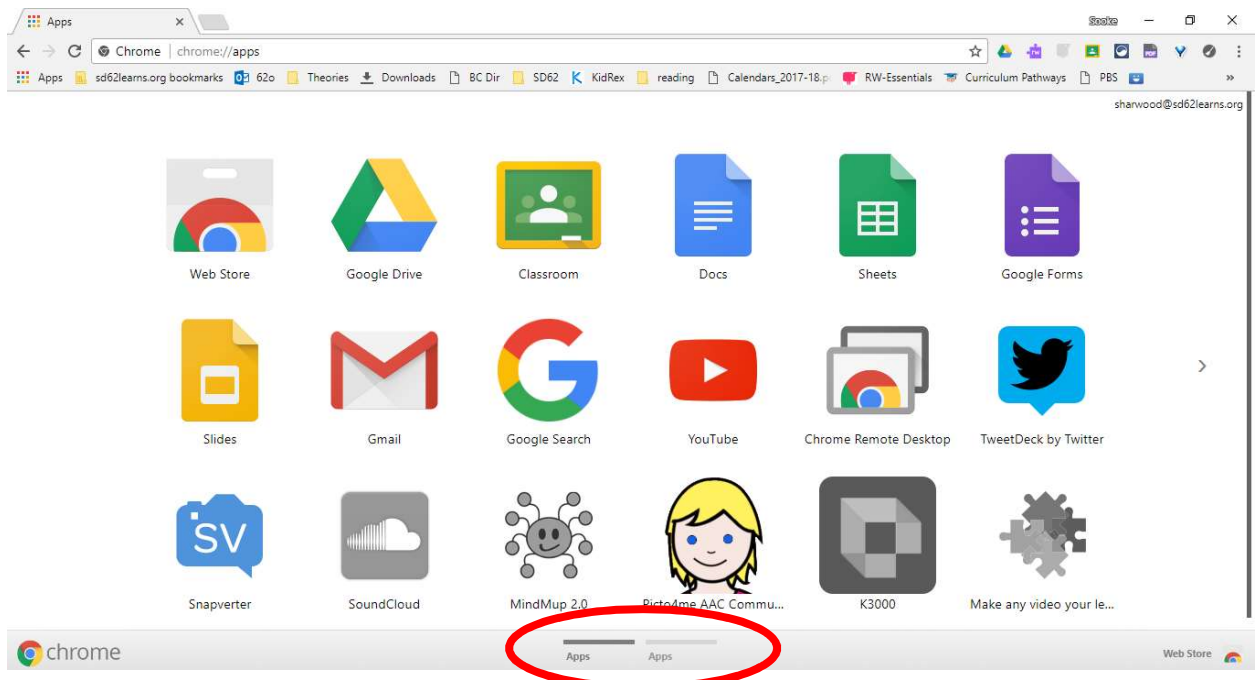 Apps
Sooke
Chrome | chrome://apps
Apps sd62learns.org bookmarks 62o Theories Downloads BC Dir SD62 KidRex reading Calendars_2017-18.p RW-Essentials Curriculum Pathways PBS »
sharwood@sd62learns.org
Web Store Google Drive Classroom Docs Sheets Google Forms
Slides Gmail Google Search YouTube Chrome Remote Desktop TweetDeck by Twitter
SV
Snapverter SoundCloud MindMup 2.0 Picto4me AAC Commu... K3000 Make any video your le...
chrome Apps Apps Web Store